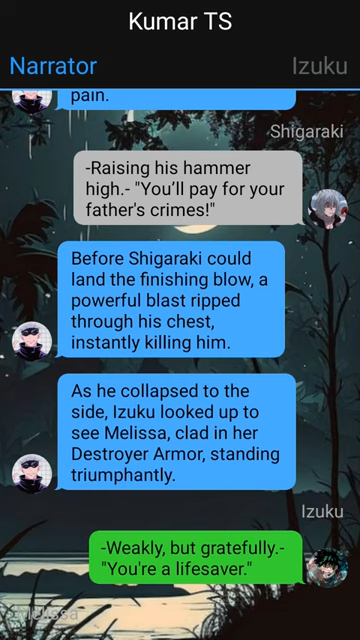 Kumar TS
Narrator
Izuku
pain.
Shigaraki
-Raising his hammer
high.- "You'll pay for your
father's crimes!"
Before Shigaraki could
land the finishing blow, a
powerful blast ripped
through his chest,
instantly killing him.
As he collapsed to the
side, Izuku looked up to
see Melissa, clad in her
Destroyer Armor, standing
triumphantly.
Izuku
-Weakly, but gratefully.-
"You're a lifesaver."
Melissa